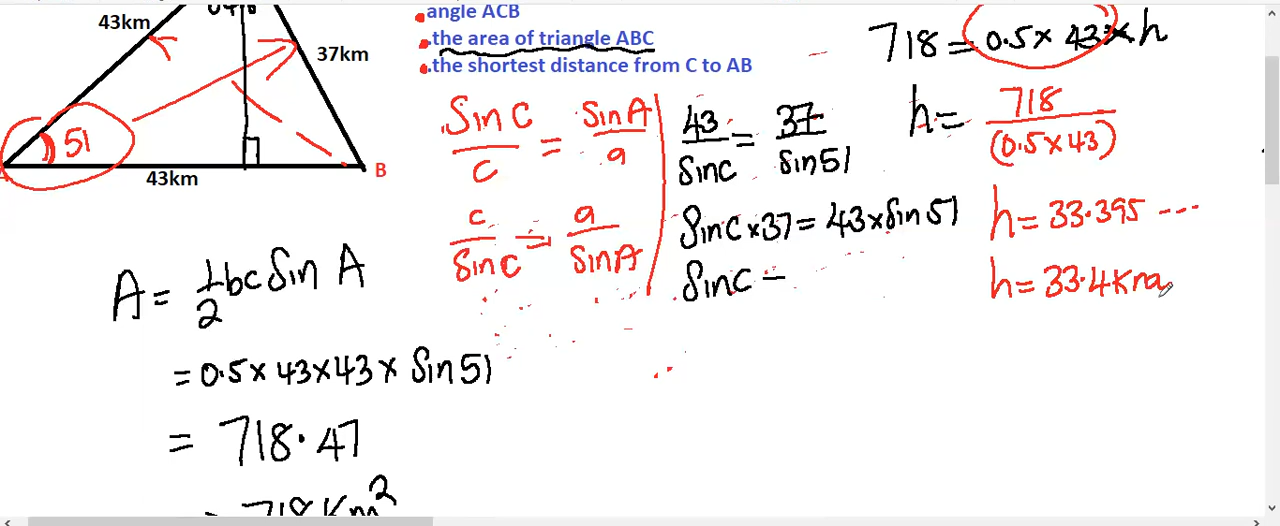 43km
37km
51
43km
B
angle ACB
.the area of triangle ABC
.the shortest distance from C to AB
Sin C / c = Sin A / a
c / Sin C = a / Sin A
43 / Sin C = 37 / Sin 51
Sin C × 37 = 43 × Sin 51
Sin C =
718 = 0.5 × 43 × h
h = 718 / (0.5 × 43)
h = 33.395 ...
h = 33.4 Km
A = 1/2 bc Sin A
= 0.5 × 43 × 43 × Sin 51
= 718.47
= 718 Km²